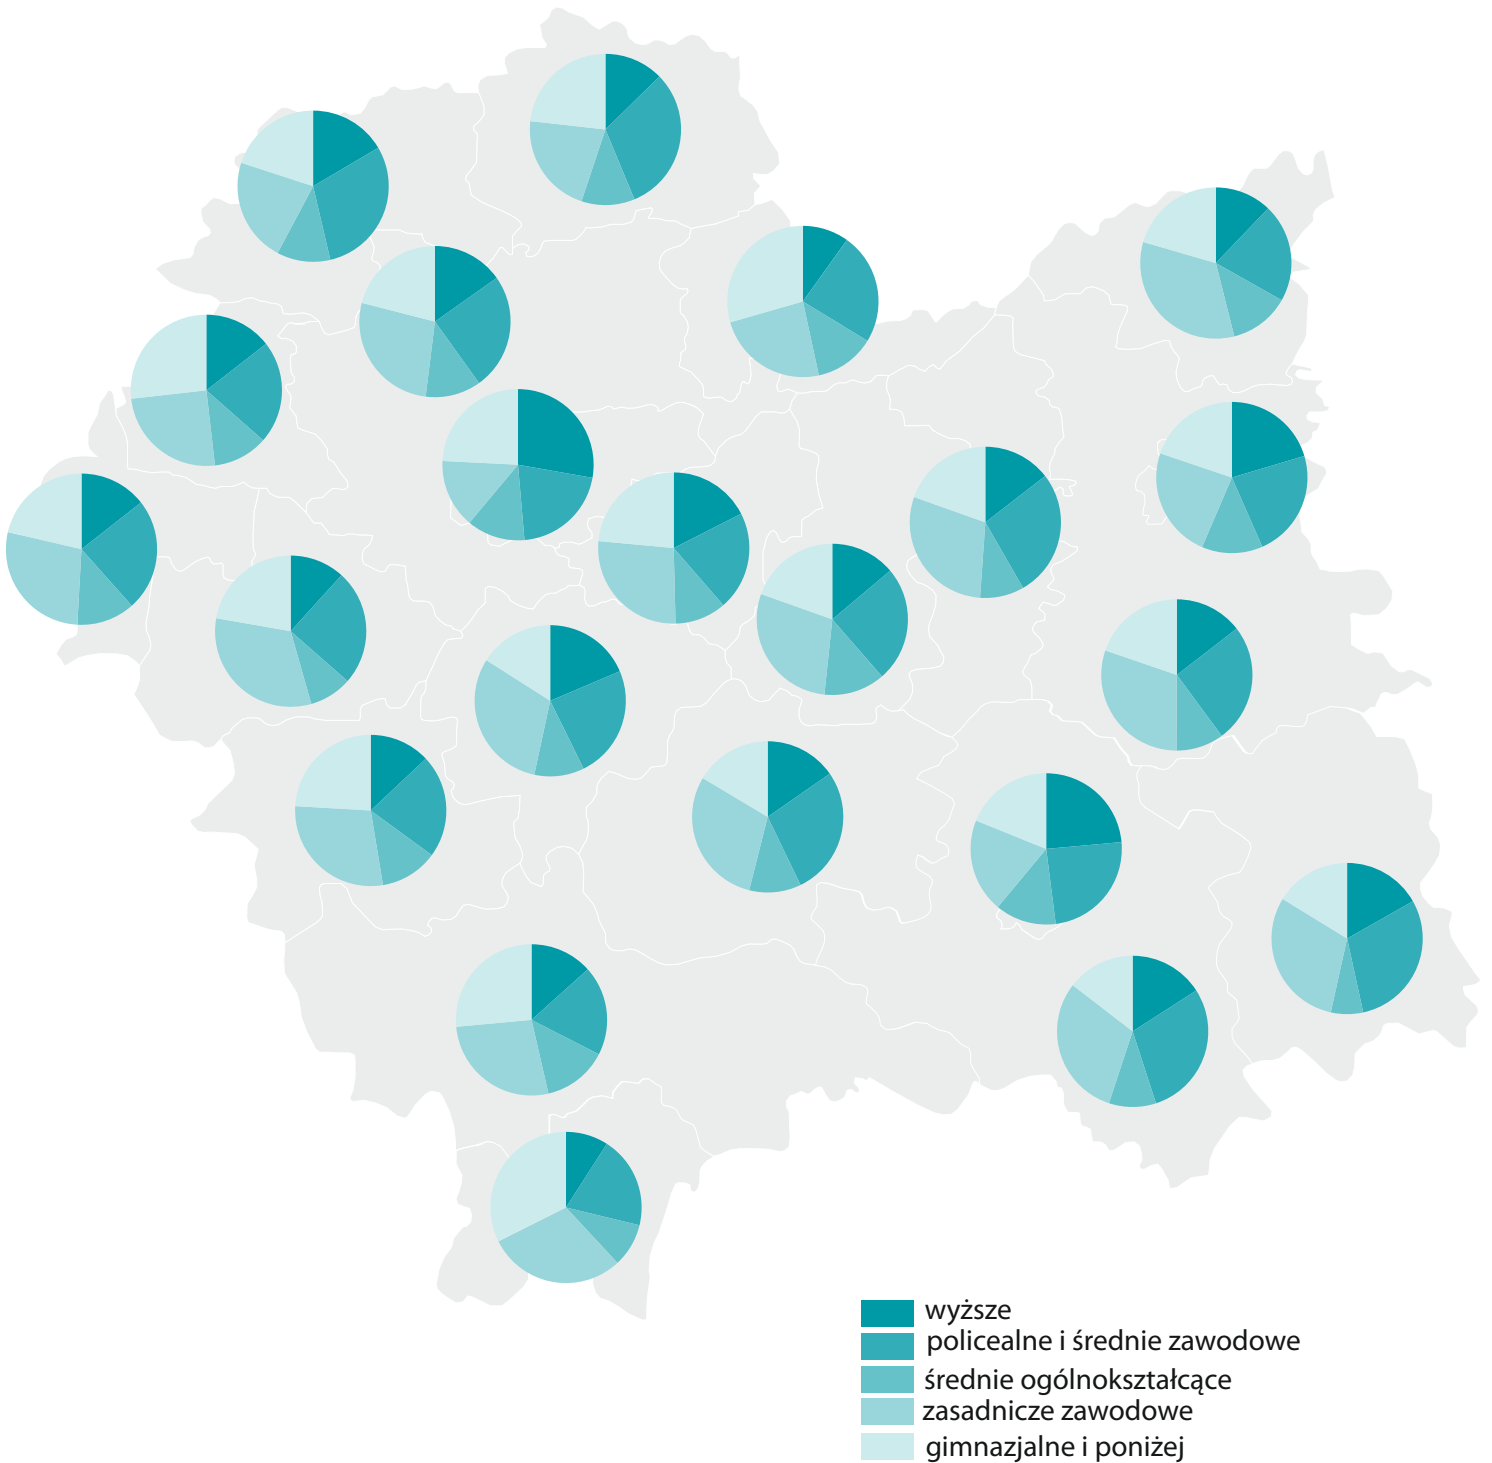 wyższe
policealne i średnie zawodowe
średnie ogólnokształcące
zasadnicze zawodowe
gimnazjalne i poniżej